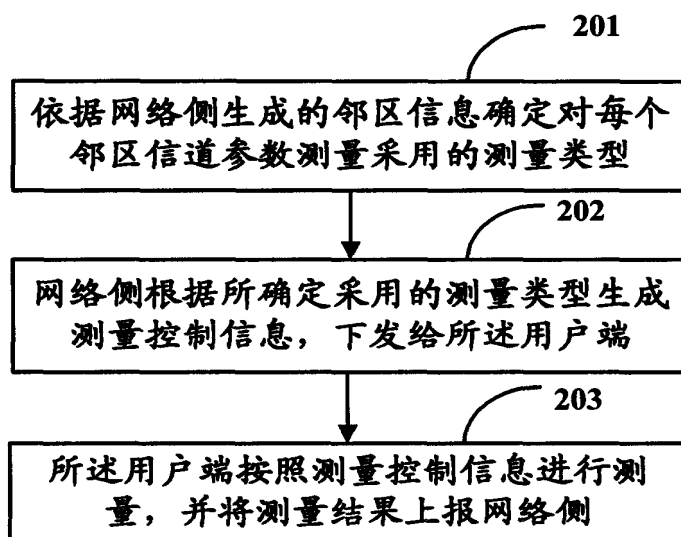 201
依据网络侧生成的邻区信息确定对每个
邻区信道参数测量采用的测量类型
202
网络侧根据所确定采用的测量类型生成
测量控制信息，下发给所述用户端
203
所述用户端按照测量控制信息进行测
量，并将测量结果上报网络侧